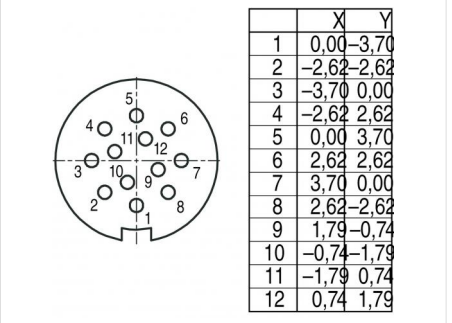 5
4
6
11
12
3
10
9
7
2
1
8
X Y
1 0,00 –3,70
2 –2,62 –2,62
3 –3,70 0,00
4 –2,62 2,62
5 0,00 3,70
6 2,62 2,62
7 3,70 0,00
8 2,62 –2,62
9 1,79 –0,74
10 –0,74 –1,79
11 –1,79 0,74
12 0,74 1,79